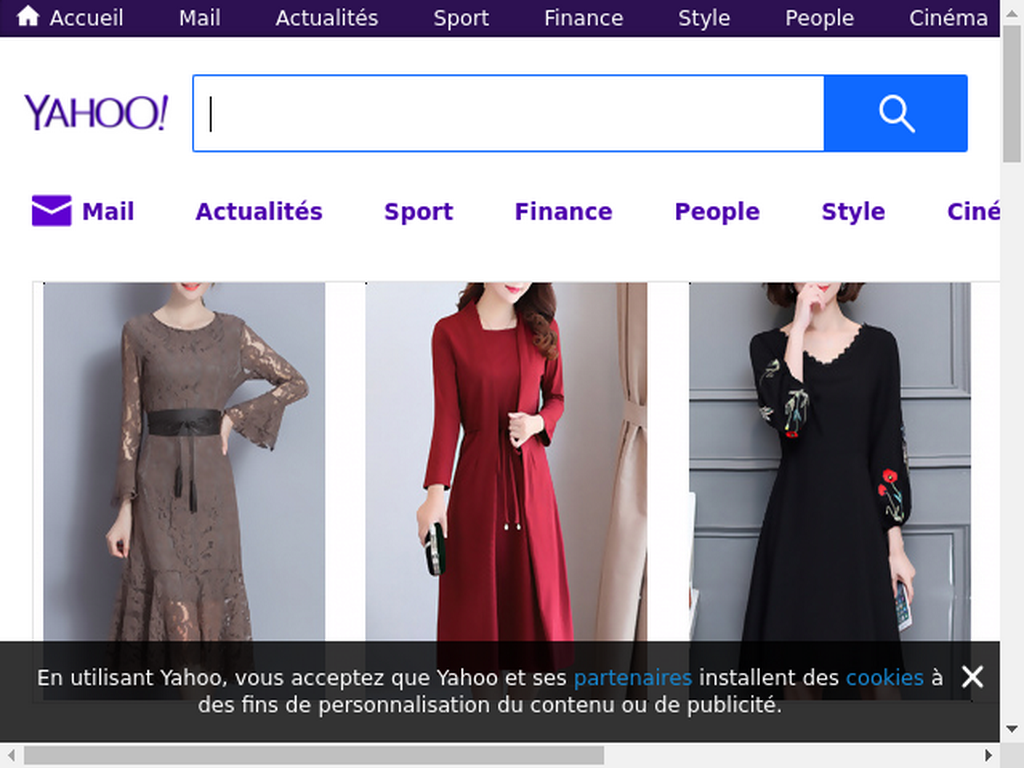 Accueil Mail Actualités Sport Finance Style People Cinéma
YAHOO!
Mail Actualités Sport Finance People Style Ciné
En utilisant Yahoo, vous acceptez que Yahoo et ses partenaires installent des cookies à
des fins de personnalisation du contenu ou de publicité.